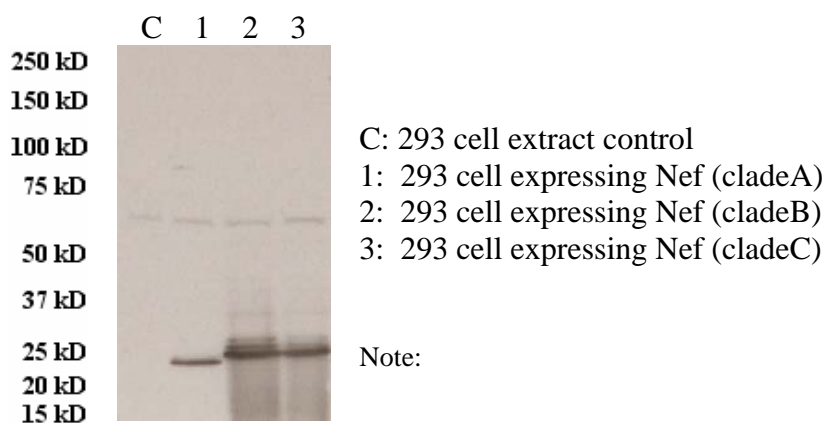 C 1 2 3
250 kD
150 kD
100 kD
75 kD
50 kD
37 kD
25 kD
20 kD
15 kD
C: 293 cell extract control
1: 293 cell expressing Nef (cladeA)
2: 293 cell expressing Nef (cladeB)
3: 293 cell expressing Nef (cladeC)
Note: